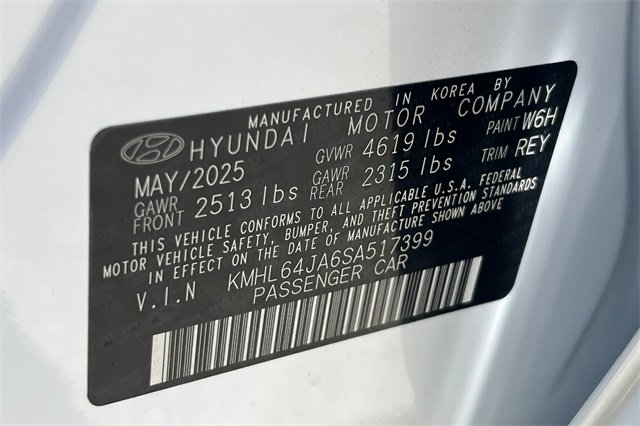 MANUFACTURED IN KOREA BY
HYUNDAI MOTOR COMPANY
MAY/2025 GVWR 4619 lbs PAINT W6H
GAWR FRONT 2513 lbs GAWR REAR 2315 lbs TRIM REY
THIS VEHICLE CONFORMS TO ALL APPLICABLE U.S.A. FEDERAL
MOTOR VEHICLE SAFETY, BUMPER, AND THEFT PREVENTION STANDARDS
IN EFFECT ON THE DATE OF MANUFACTURE SHOWN ABOVE
V.I.N KMHL64JA6SA517399
PASSENGER CAR